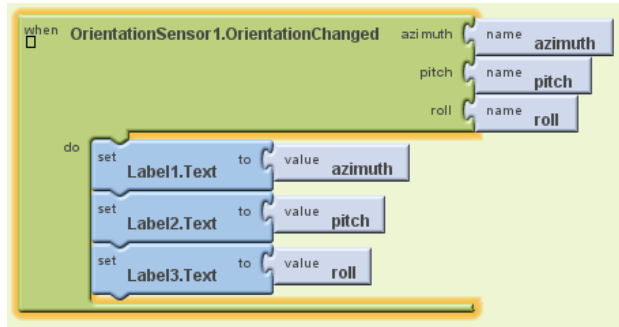 when OrientationSensor1.OrientationChanged azimuth name azimuth
pitch name pitch
roll name roll
do
set Label1.Text to value azimuth
set Label2.Text to value pitch
set Label3.Text to value roll